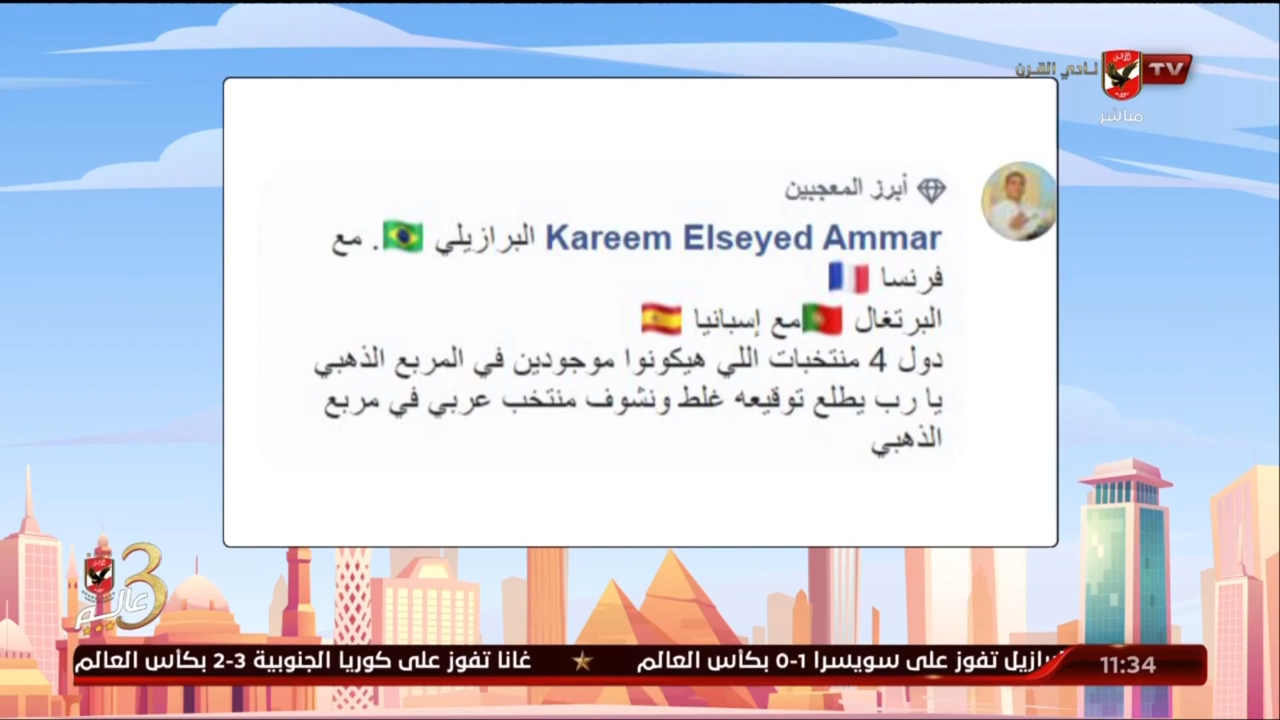 نادي القرن
الأهلي
TV
مباشر
أبرز المعجبين
Kareem Elseyed Ammar البرازيلي 🇧🇷. مع
فرنسا 🇫🇷
البرتغال 🇵🇹مع إسبانيا 🇪🇸
دول 4 منتخبات اللي هيكونوا موجودين في المربع الذهبي
يا رب يطلع توقيعه غلط ونشوف منتخب عربي في مربع
الذهبي
3
عالم
11:34
رازيل تفوز على سويسرا 1-0 بكأس العالم ★ غانا تفوز على كوريا الجنوبية 3-2 بكأس العالم